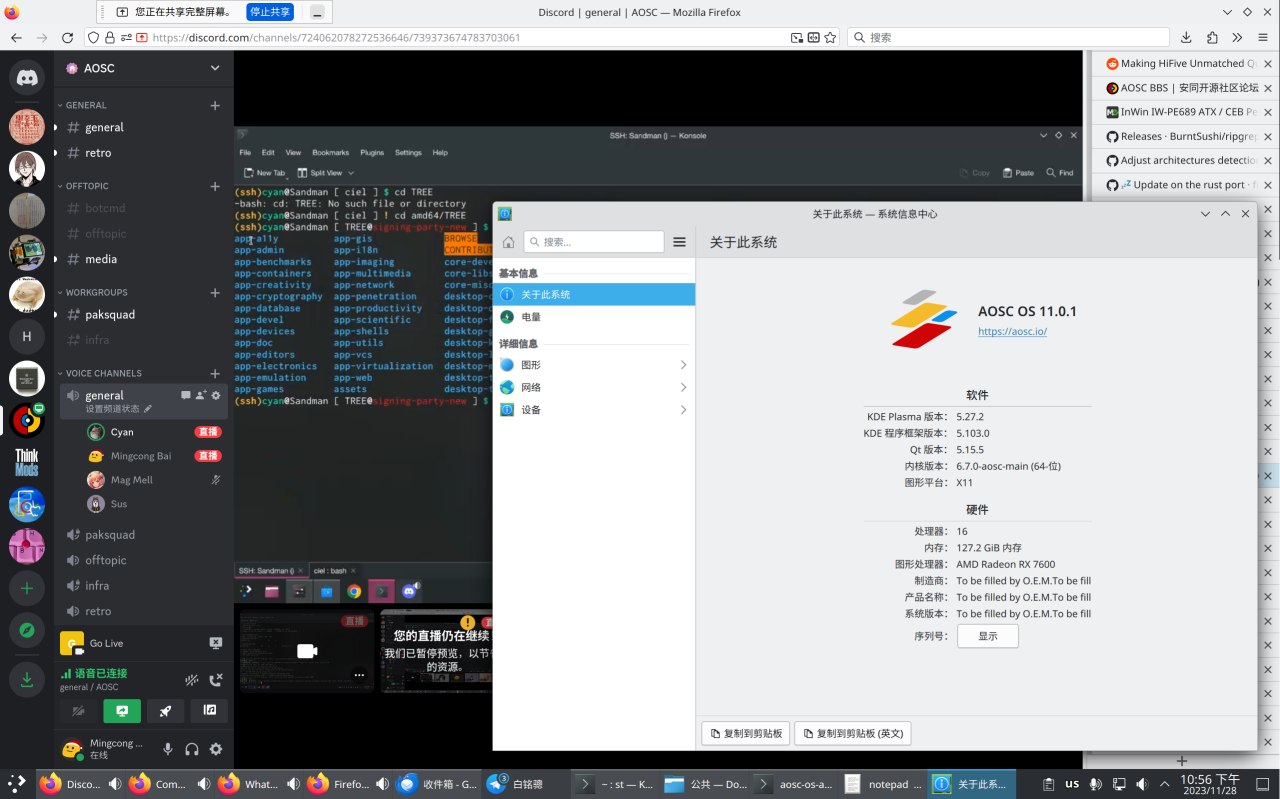 您正在共享完整屏幕。
停止共享
Discord | general | AOSC — Mozilla Firefox
https://discord.com/channels/724062078272536646/739373674783703061
搜索
AOSC
GENERAL
general
retro
OFFTOPIC
botcmd
offtopic
media
WORKGROUPS
paksquad
infra
VOICE CHANNELS
general
设置频道状态
Cyan 直播
Mingcong Bai 直播
Mag Mell
Sus
paksquad
offtopic
infra
retro
Go Live
语音已连接
general / AOSC
Mingcong ...
在线
H
Think
Mods
SSH: Sandman () — Konsole
File Edit View Bookmarks Plugins Settings Help
New Tab Split View Copy Paste Find
(ssh)cyan@Sandman [ ciel ] $ cd TREE
-bash: cd: TREE: No such file or directory
(ssh)cyan@Sandman [ ciel ] ! cd amd64/TREE
(ssh)cyan@Sandman [ TREE@signing-party-new ] $
app-a11y app-gis BROWSE
app-admin app-i18n CONTRIBUT
app-benchmarks app-imaging core-deve
app-containers app-multimedia core-libs
app-creativity app-network core-misc
app-cryptography app-penetration desktop-
app-database app-productivity desktop-
app-devel app-scientific desktop-
app-devices app-shells desktop-
app-doc app-utils desktop-
app-editors app-vcs desktop-
app-electronics app-virtualization desktop-
app-emulation app-web desktop-
app-games assets desktop-
(ssh)cyan@Sandman [ TREE@signing-party-new ] $
SSH: Sandman ()
ciel : bash
直播
您的直播仍在继续
我们已暂停预览，以节
的资源。
关于此系统 — 系统信息中心
搜索...
关于此系统
基本信息
关于此系统
电量
详细信息
图形
网络
设备
AOSC OS 11.0.1
https://aosc.io/
软件
KDE Plasma 版本： 5.27.2
KDE 程序框架版本： 5.103.0
Qt 版本： 5.15.5
内核版本： 6.7.0-aosc-main (64-位)
图形平台： X11
硬件
处理器： 16
内存： 127.2 GiB 内存
图形处理器： AMD Radeon RX 7600
制造商： To be filled by O.E.M.To be fill
产品名称： To be filled by O.E.M.To be fill
系统版本： To be filled by O.E.M.To be fill
序列号： 显示
复制到剪贴板
复制到剪贴板 (英文)
Making HiFive Unmatched Qu
AOSC BBS | 安同开源社区论坛
InWin IW-PE689 ATX / CEB Pe
Releases · BurntSushi/ripgrep
Adjust architectures detectio
💤 Update on the rust port ·
Disco...
Com...
What...
Firefo...
收件箱 - G...
3
白铭骢
~ : st — K...
公共 — Do...
aosc-os-a...
notepad ...
关于此系...
us
10:56 下午
2023/11/28